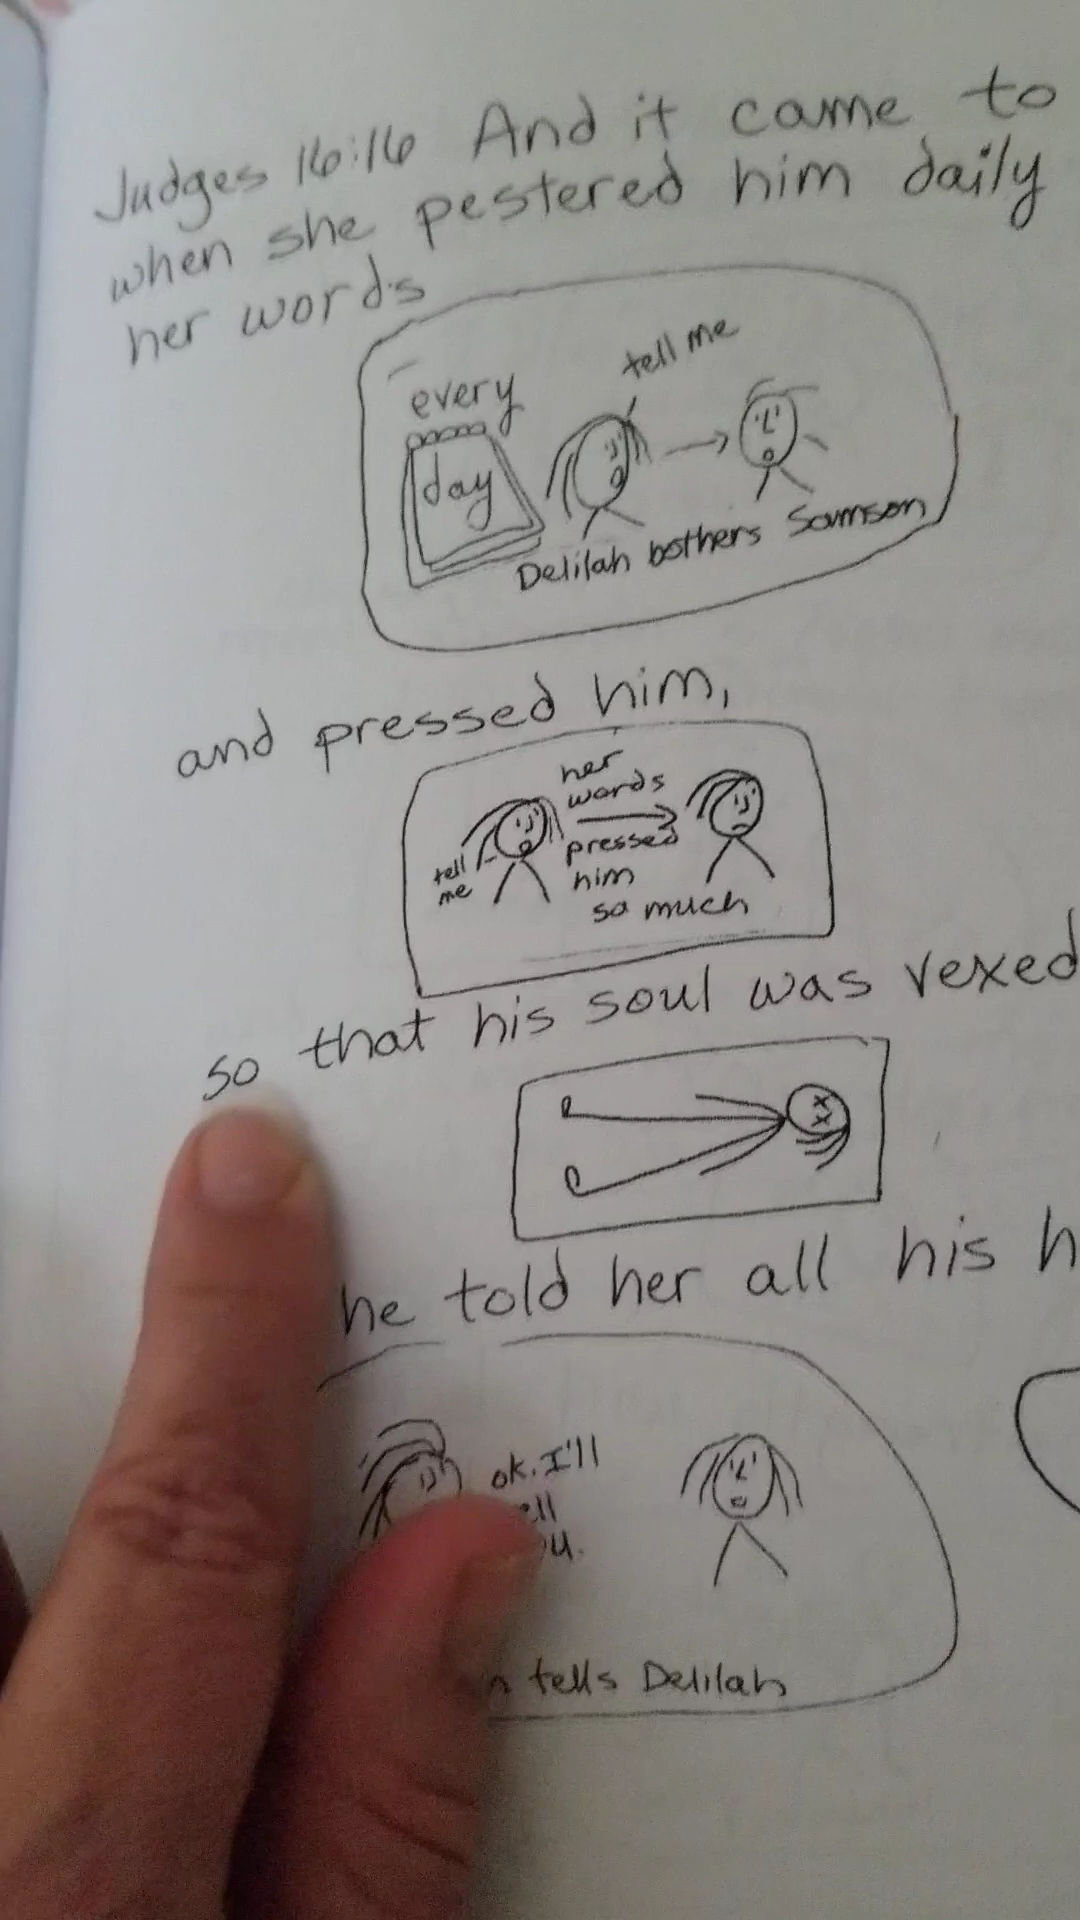 Judges 16:16 And it came to
when she pestered him daily
her words
tell me
every
day
Delilah bothers Samson
and pressed him,
her
words
pressed
him
so much
tell
me
so that his soul was vexed
he told her all his
ok. I'll
tells Delilah